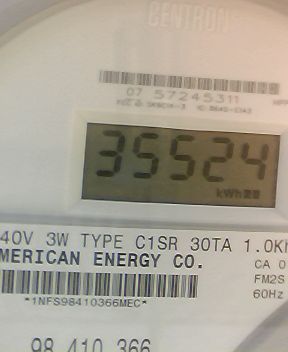 CENTRON
07 57245311
35524
kWh
40V 3W TYPE C1SR 30TA 1.0Kh
MERICAN ENERGY CO.
CA 0
FM2S
60Hz
*1NFS98410366MEC*
98 410 366